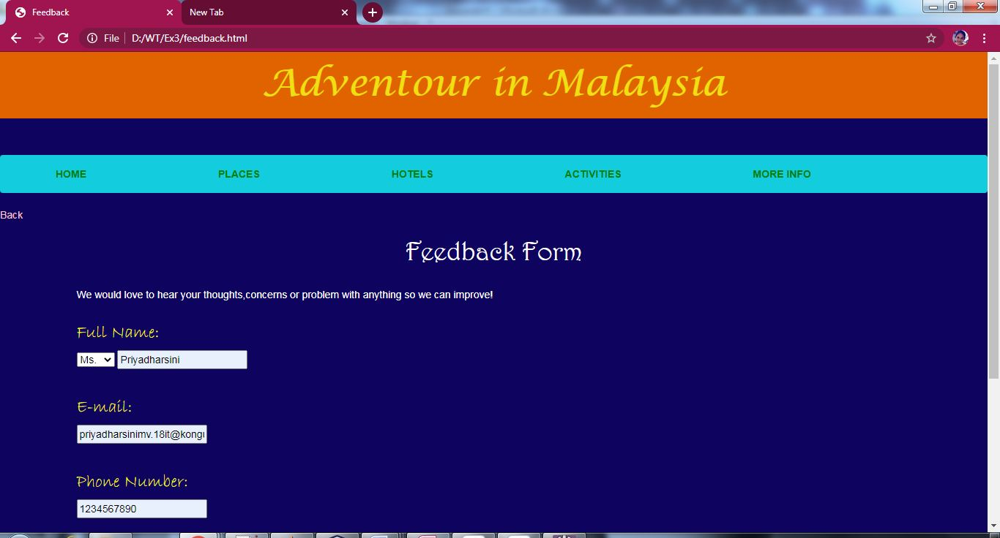 Feedback
New Tab
File D:/WT/Ex3/feedback.html
Adventour in Malaysia
HOME PLACES HOTELS ACTIVITIES MORE INFO
Back
Feedback Form
We would love to hear your thoughts,concerns or problem with anything so we can improve!
Full Name:
Ms. Priyadharsini
E-mail:
priyadharsinimv.18it@kongu
Phone Number:
1234567890